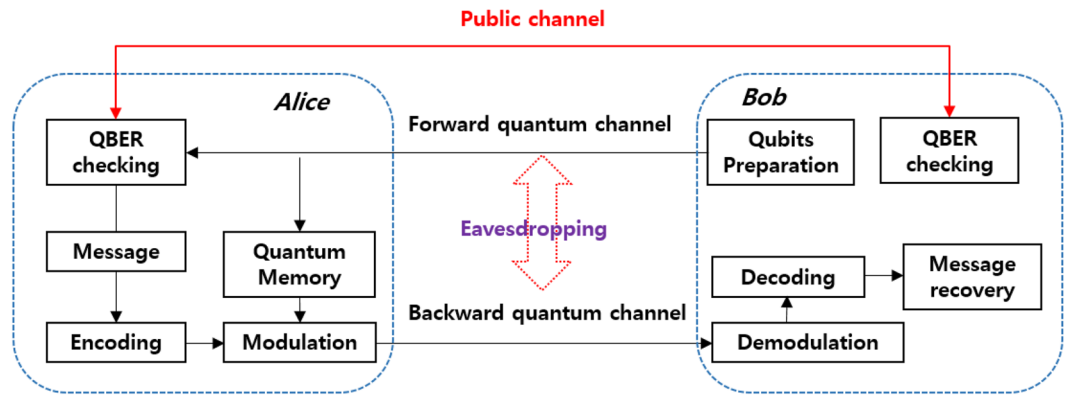 Public channel
Alice
Bob
QBER
checking
Forward quantum channel
Qubits
Preparation
QBER
checking
Message
Quantum
Memory
Eavesdropping
Decoding
Message
recovery
Encoding
Modulation
Backward quantum channel
Demodulation